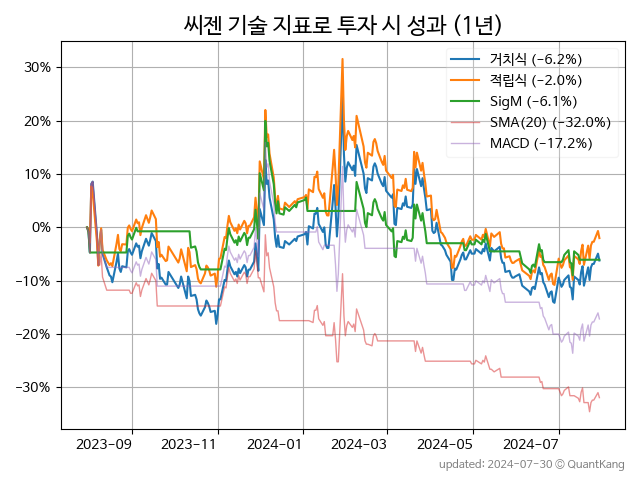 씨젠 기술 지표로 투자 시 성과 (1년)
거치식 (−6.2%)
적립식 (−2.0%)
SigM (−6.1%)
SMA(20) (−32.0%)
MACD (−17.2%)
30%
20%
10%
0%
−10%
−20%
−30%
2023-09 2023-11 2024-01 2024-03 2024-05 2024-07
updated: 2024-07-30 © QuantKang